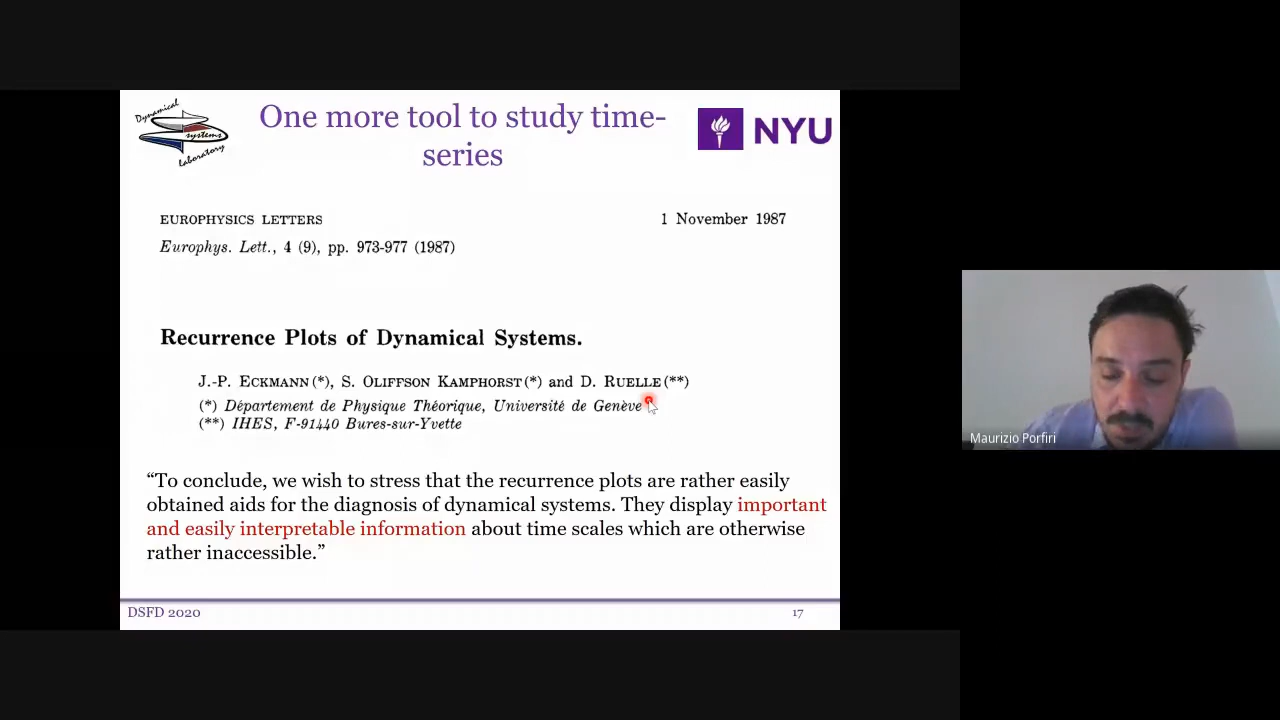 Dynamical
systems
Laboratory
One more tool to study time-
series
NYU
EUROPHYSICS LETTERS
1 November 1987
Europhys. Lett., 4 (9), pp. 973-977 (1987)
Recurrence Plots of Dynamical Systems.
J.-P. ECKMANN(*), S. OLIFFSON KAMPHORST(*) and D. RUELLE(**)
(*) Département de Physique Théorique, Université de Genève
(**) IHES, F-91440 Bures-sur-Yvette
“To conclude, we wish to stress that the recurrence plots are rather easily
obtained aids for the diagnosis of dynamical systems. They display important
and easily interpretable information about time scales which are otherwise
rather inaccessible.”
DSFD 2020
17
Maurizio Porfiri